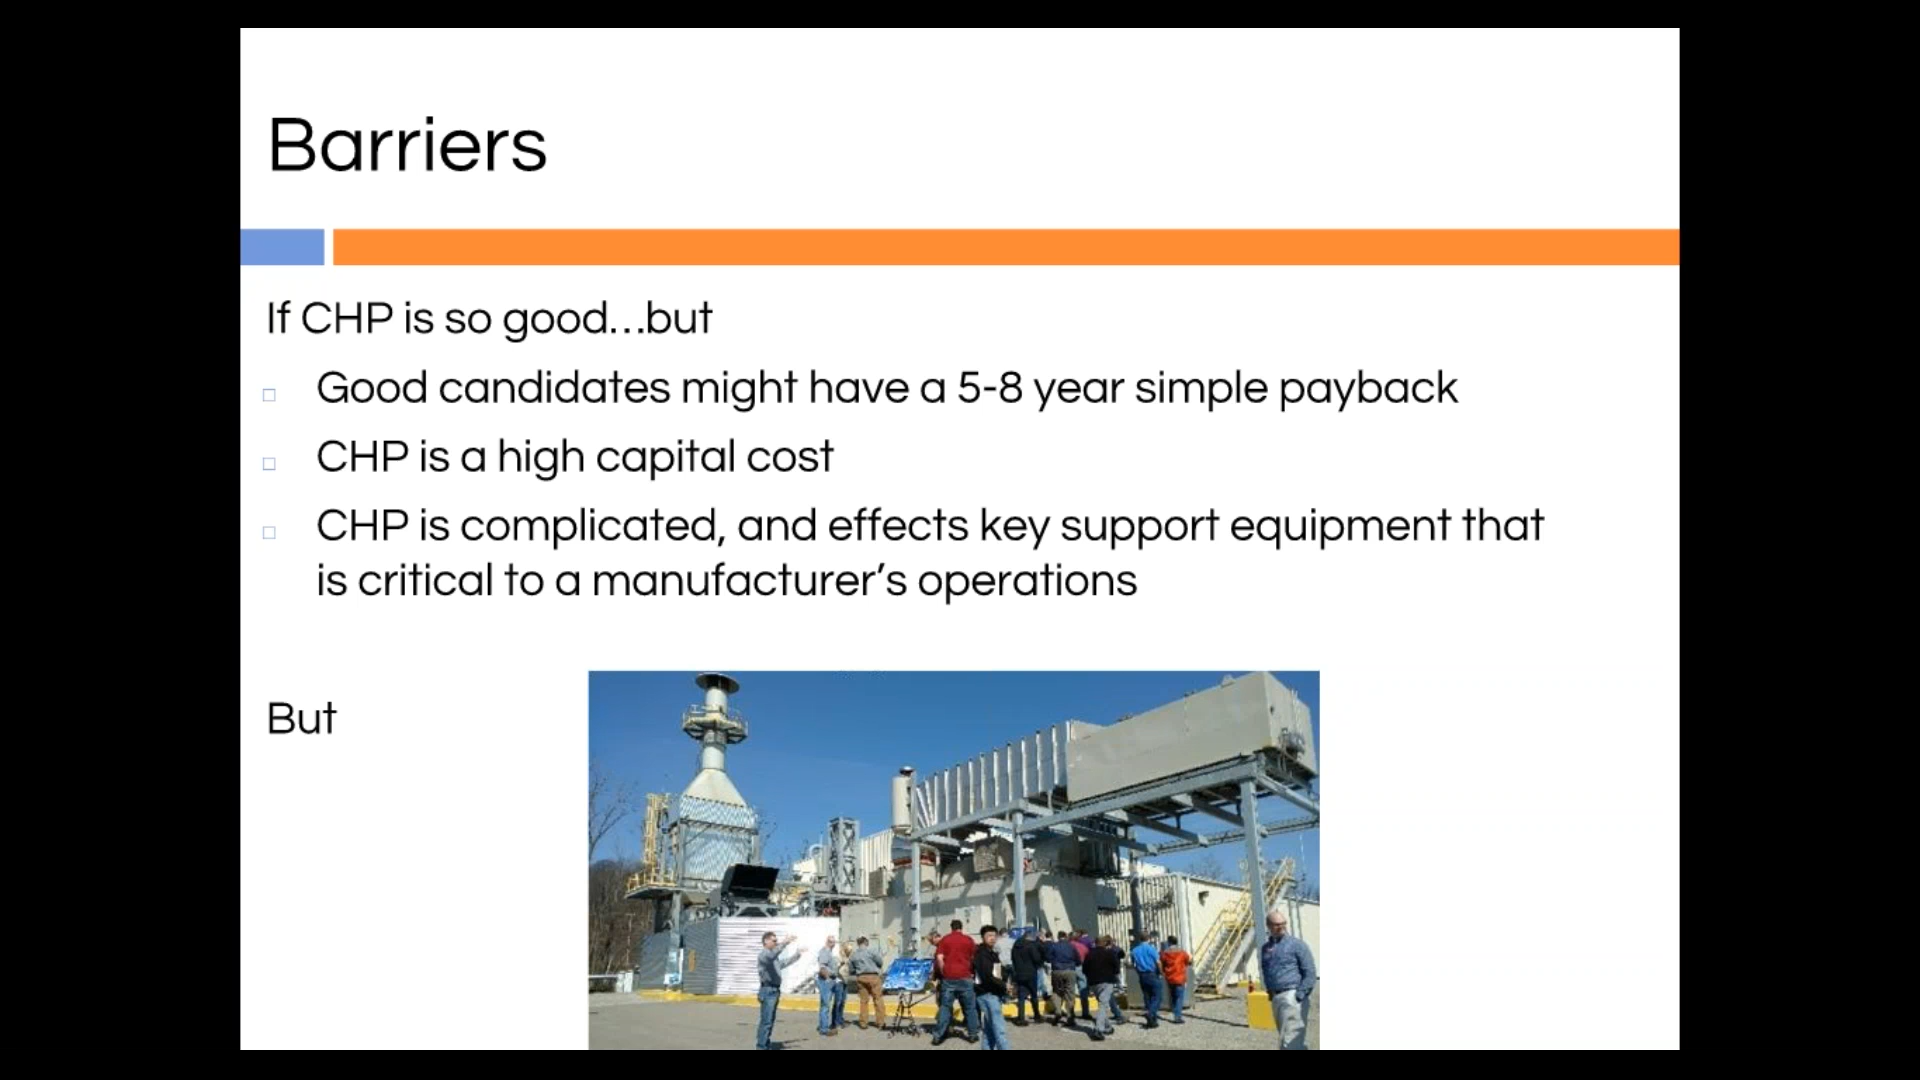 Barriers
If CHP is so good...but
Good candidates might have a 5-8 year simple payback
CHP is a high capital cost
CHP is complicated, and effects key support equipment that
is critical to a manufacturer’s operations
But